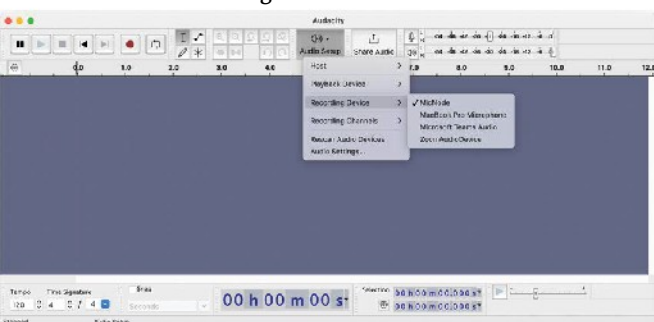 Audacity
Audio Setup
Share Audio
0.0 1.0 2.0 3.0 4.0 7.0 8.0 9.0 10.0 11.0 12.0
Host
Playback Device
Recording Device
Recording Channels
Rescan Audio Devices
Audio Settings...
✓ MicNode
MacBook Pro Microphone
Microsoft Teams Audio
ZoomAudioDevice
Tempo
Time Signature
Snap
Selection
120
4 / 4
Seconds
00 h 00 m 00 s
00 h 00 m 00.000 s
00 h 00 m 00.000 s
Stopped.